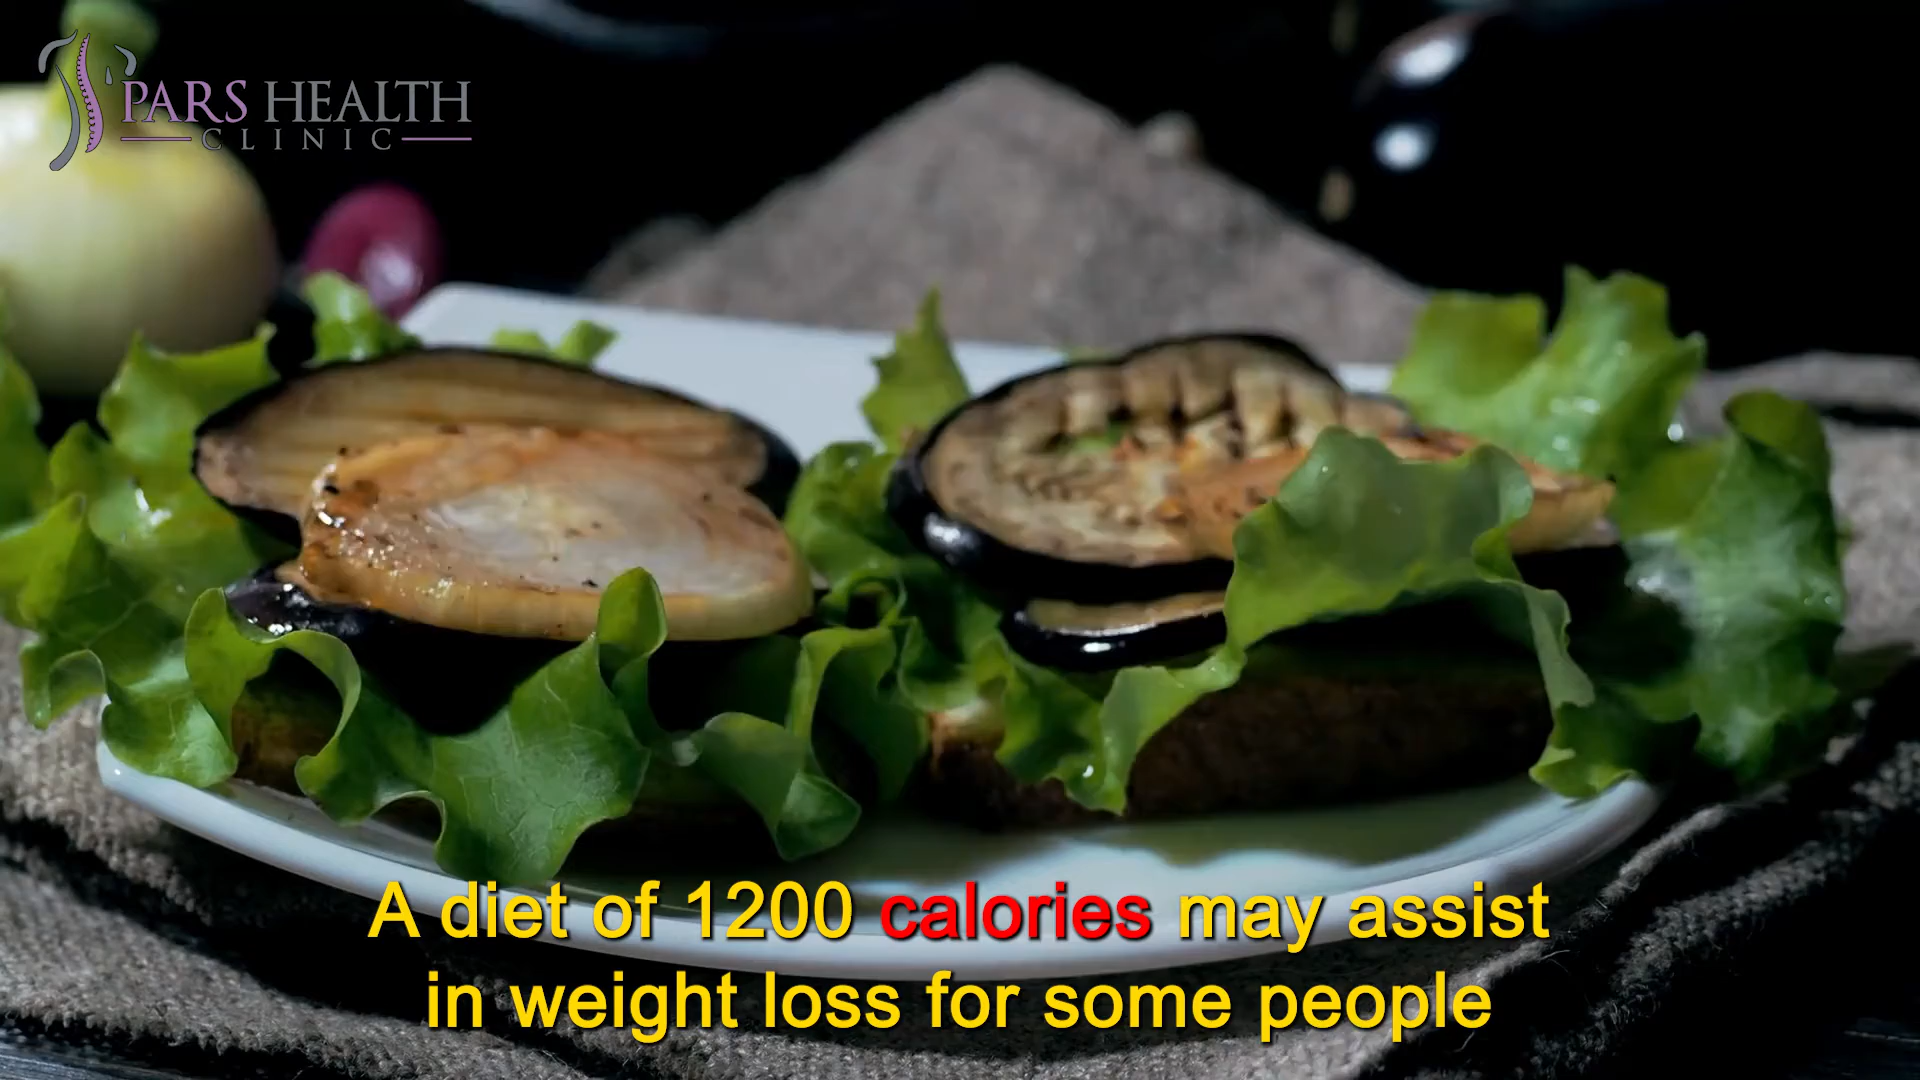 PARS HEALTH
CLINIC
A diet of 1200 calories may assist
in weight loss for some people